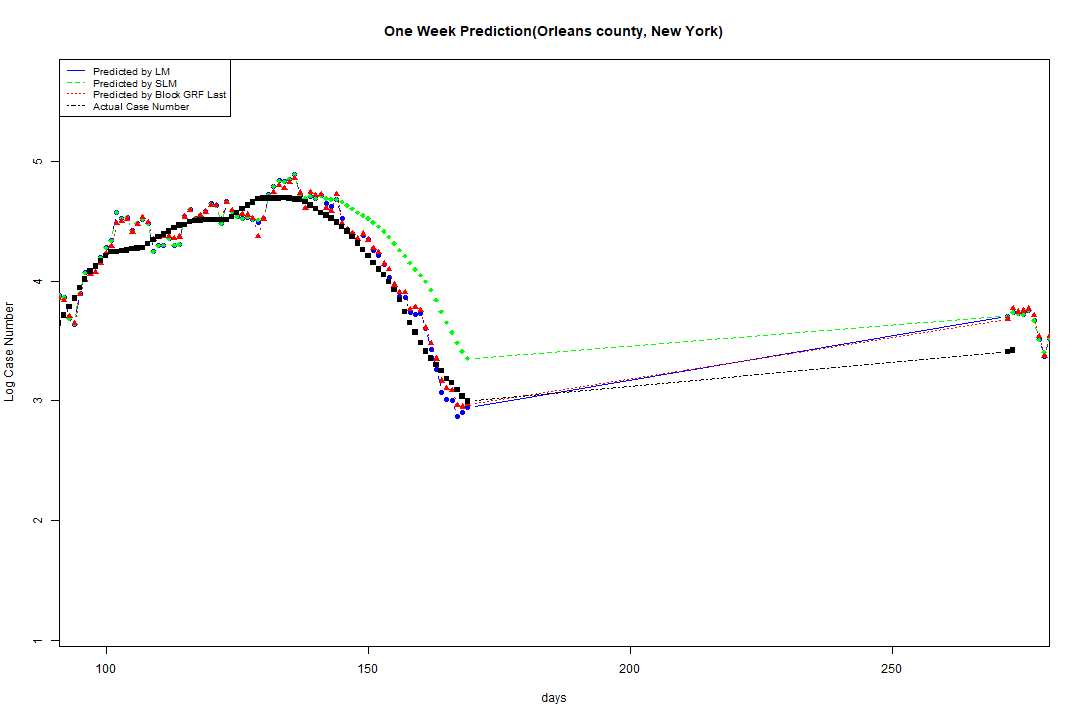 One Week Prediction(Orleans county, New York)
Predicted by LM
Predicted by SLM
Predicted by Block GRF Last
Actual Case Number
5
4
3
2
1
Log Case Number
100 150 200 250
days